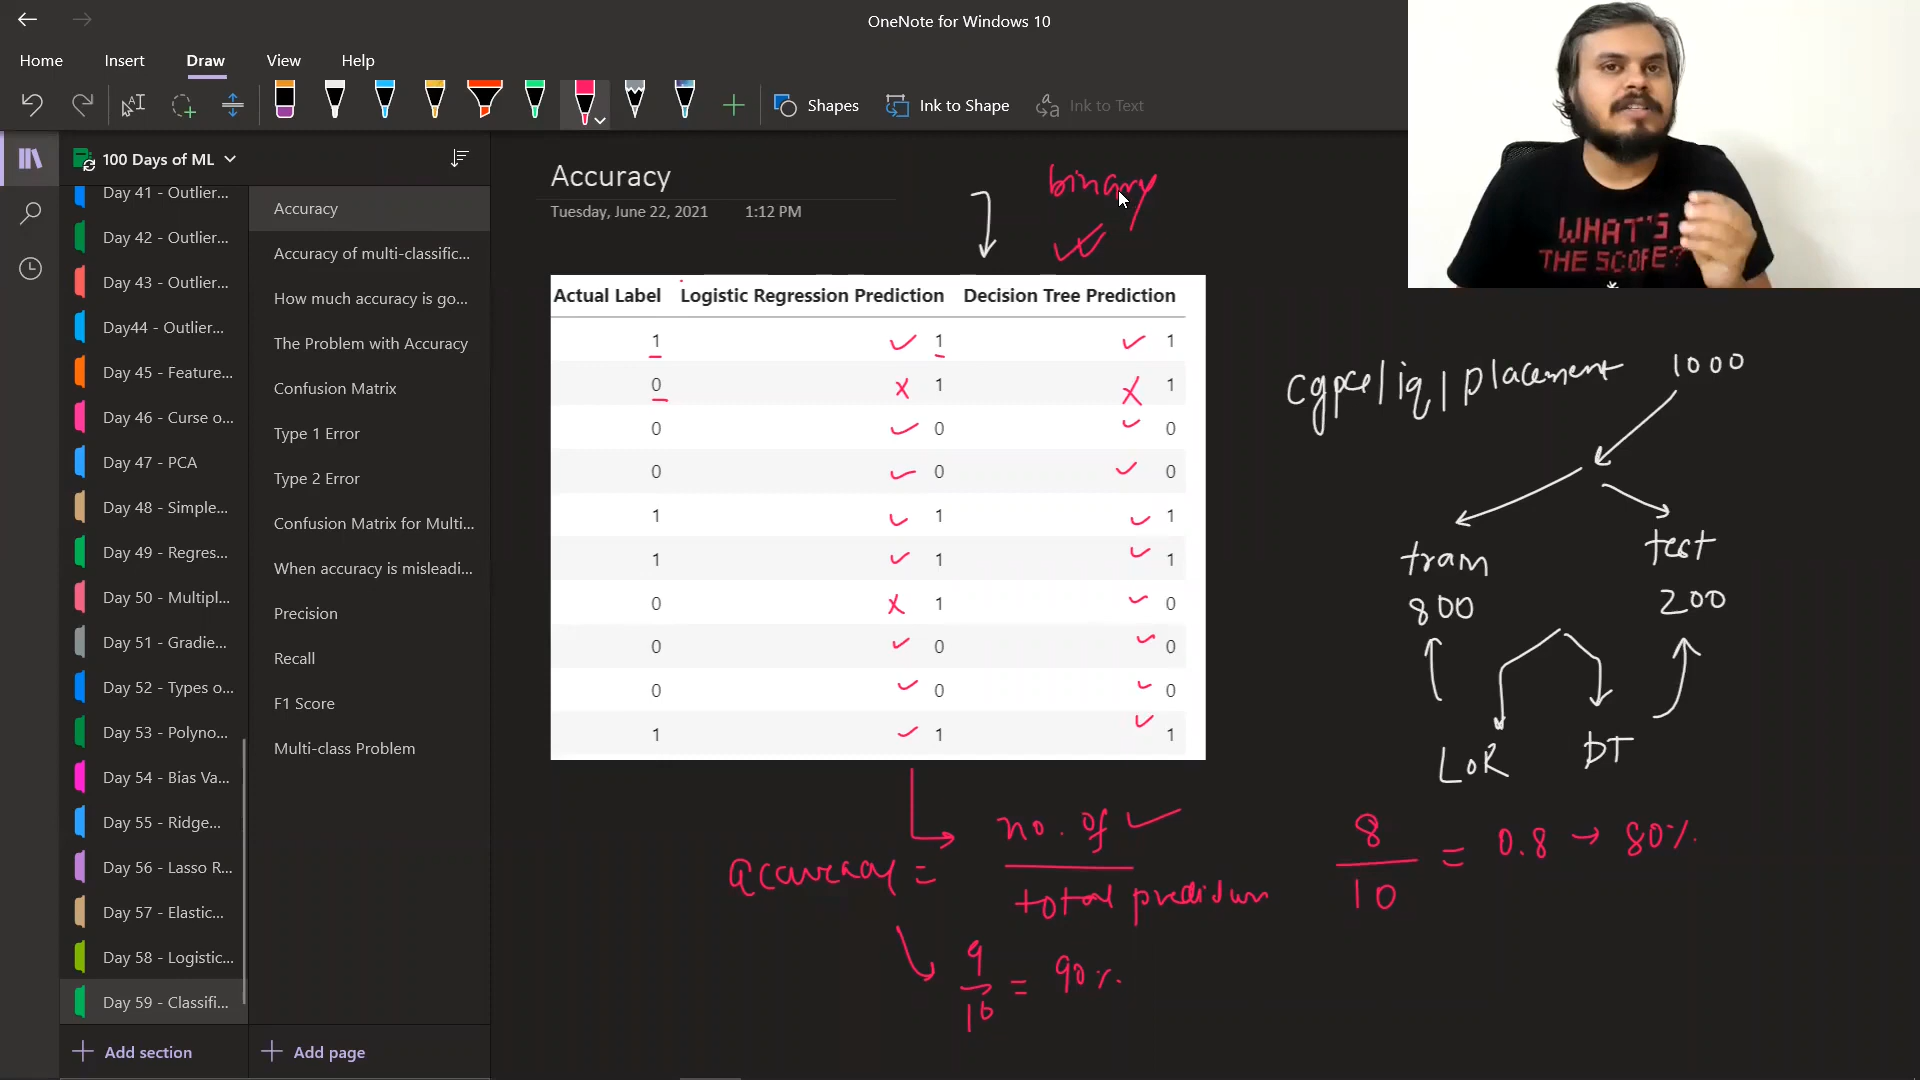 OneNote for Windows 10
Home Insert Draw View Help
Shapes Ink to Shape Ink to Text
100 Days of ML
Day 41 - Outlier...
Day 42 - Outlier...
Day 43 - Outlier...
Day44 - Outlier...
Day 45 - Feature...
Day 46 - Curse o...
Day 47 - PCA
Day 48 - Simple...
Day 49 - Regres...
Day 50 - Multipl...
Day 51 - Gradie...
Day 52 - Types o...
Day 53 - Polyno...
Day 54 - Bias Va...
Day 55 - Ridge...
Day 56 - Lasso R...
Day 57 - Elastic...
Day 58 - Logistic...
Day 59 - Classifi...
Add section
Accuracy
Accuracy of multi-classific...
How much accuracy is go...
The Problem with Accuracy
Confusion Matrix
Type 1 Error
Type 2 Error
Confusion Matrix for Multi...
When accuracy is misleadi...
Precision
Recall
F1 Score
Multi-class Problem
Add page
Accuracy
Tuesday, June 22, 2021 1:12 PM
binary
Actual Label Logistic Regression Prediction Decision Tree Prediction
1 ✓ 1 ✓ 1
0 x 1 x 1
0 ✓ 0 ✓ 0
0 ✓ 0 ✓ 0
1 ✓ 1 ✓ 1
1 ✓ 1 ✓ 1
0 x 1 ✓ 0
0 ✓ 0 ✓ 0
0 ✓ 0 ✓ 0
1 ✓ 1 ✓ 1
accuracy = no. of ✓
total prediction
8
10
= 0.8 → 80%
9
10
= 90%
cgpa/iq/placement 1000
train test
800 200
LoR DT
WHAT'S
THE SCOPE?